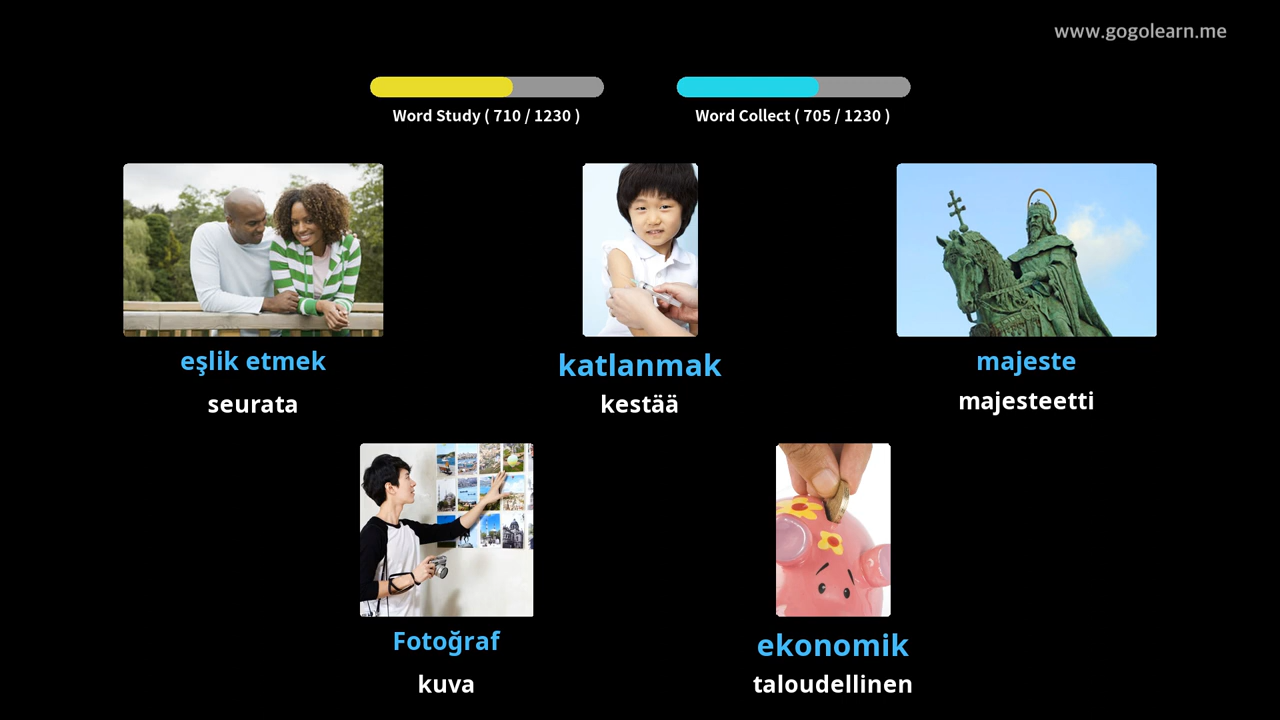 www.gogolearn.me
Word Study ( 710 / 1230 )
Word Collect ( 705 / 1230 )
eşlik etmek
seurata
katlanmak
kestää
majeste
majesteetti
Fotoğraf
kuva
ekonomik
taloudellinen